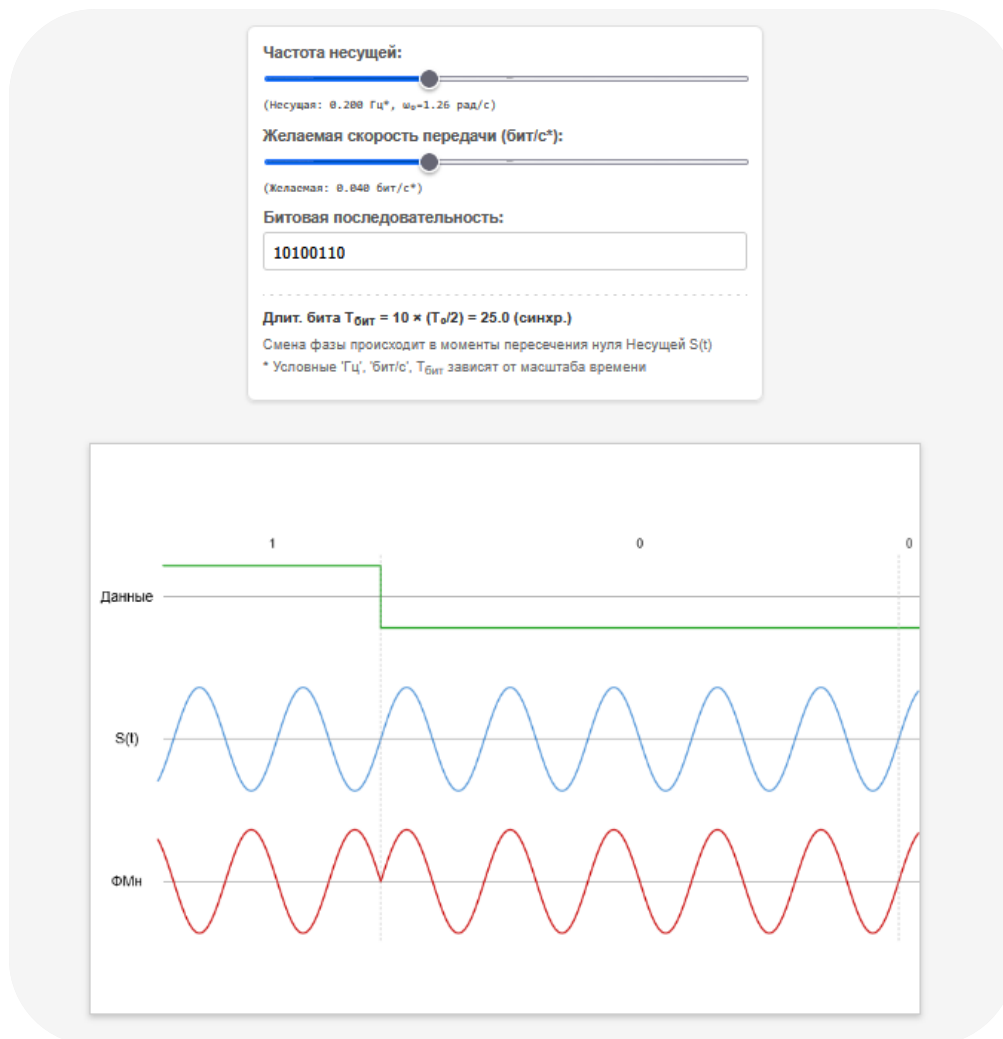 Частота несущей:
(Несущая: 0.200 Гц*, ω₀=1.26 рад/с)
Желаемая скорость передачи (бит/с*):
(Желаемая: 0.040 бит/с*)
Битовая последовательность:
10100110
Длит. бита Tбит = 10 × (T₀/2) = 25.0 (синхр.)
Смена фазы происходит в моменты пересечения нуля Несущей S(t)
* Условные 'Гц', 'бит/с', Tбит зависят от масштаба времени
1 0 0
Данные
S(t)
ФМн